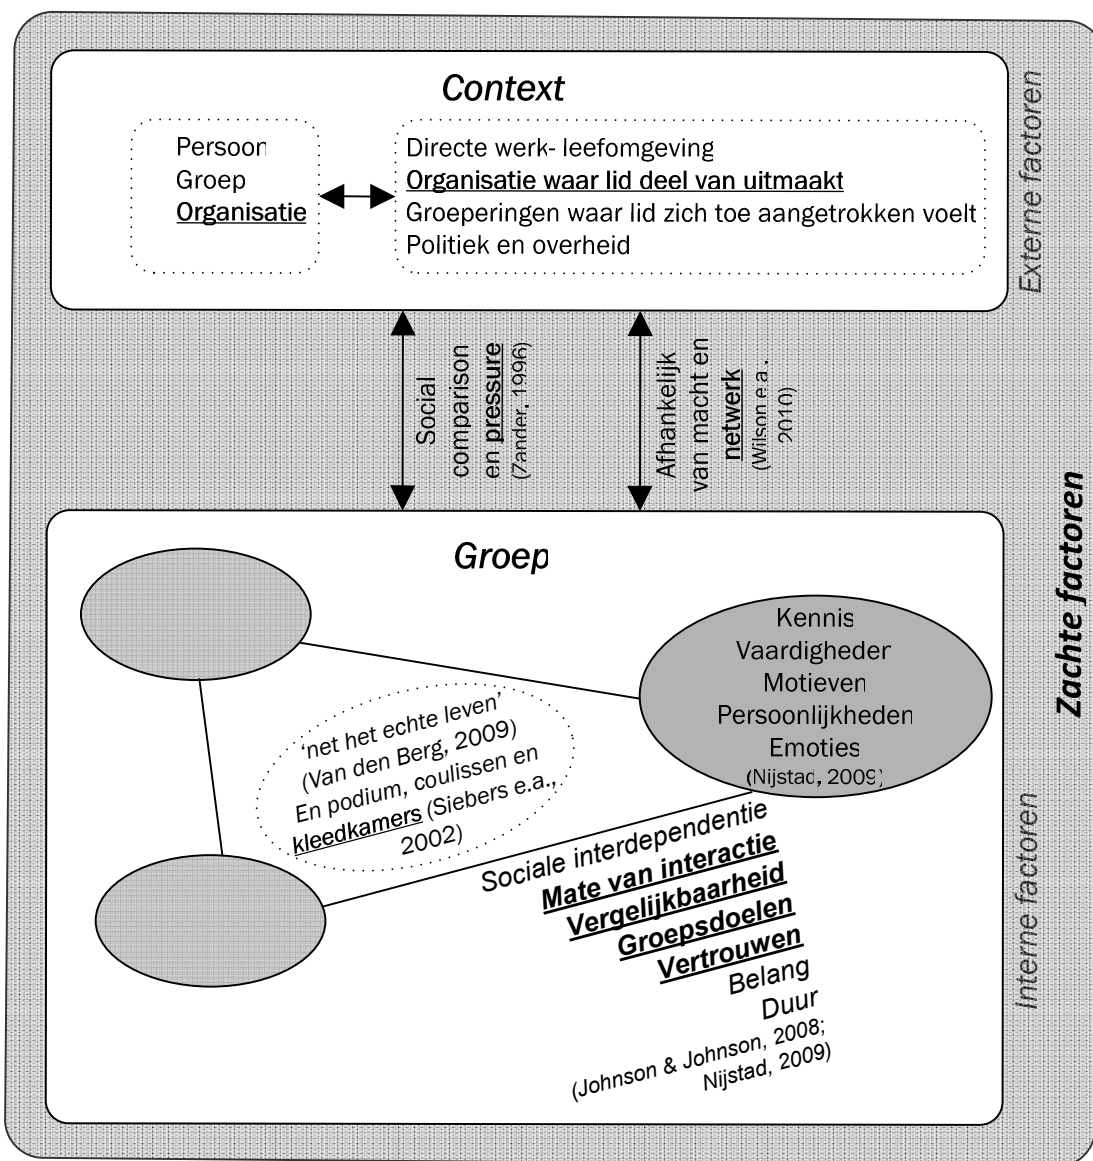 Context
Persoon
Groep
Organisatie
Directe werk- leefomgeving
Organisatie waar lid deel van uitmaakt
Groeperingen waar lid zich toe aangetrokken voelt
Politiek en overheid
Externe factoren
Social
comparison
en pressure
(Zander, 1996)
Afhankelijk
van macht en
netwerk
(Wilson e.a.,
2010)
Zachte factoren
Groep
Kennis
Vaardigheden
Motieven
Persoonlijkheden
Emoties
(Nijstad, 2009)
‘net het echte leven’
(Van den Berg, 2009)
En podium, coulissen en
kleedkamers (Siebers e.a.,
2002)
Sociale interdependentie
Mate van interactie
Vergelijkbaarheid
Groepsdoelen
Vertrouwen
Belang
Duur
(Johnson & Johnson, 2008;
Nijstad, 2009)
Interne factoren